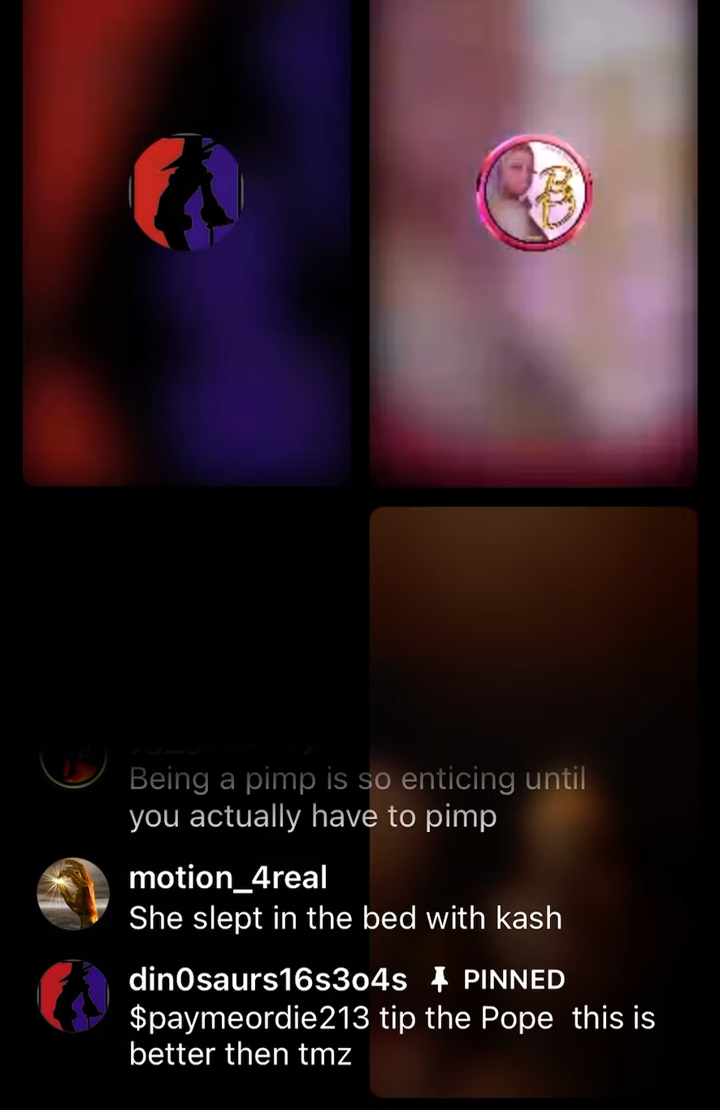 Being a pimp is so enticing until
you actually have to pimp
motion_4real
She slept in the bed with kash
din0saurs16s3o4s PINNED
$paymeordie213 tip the Pope this is
better then tmz